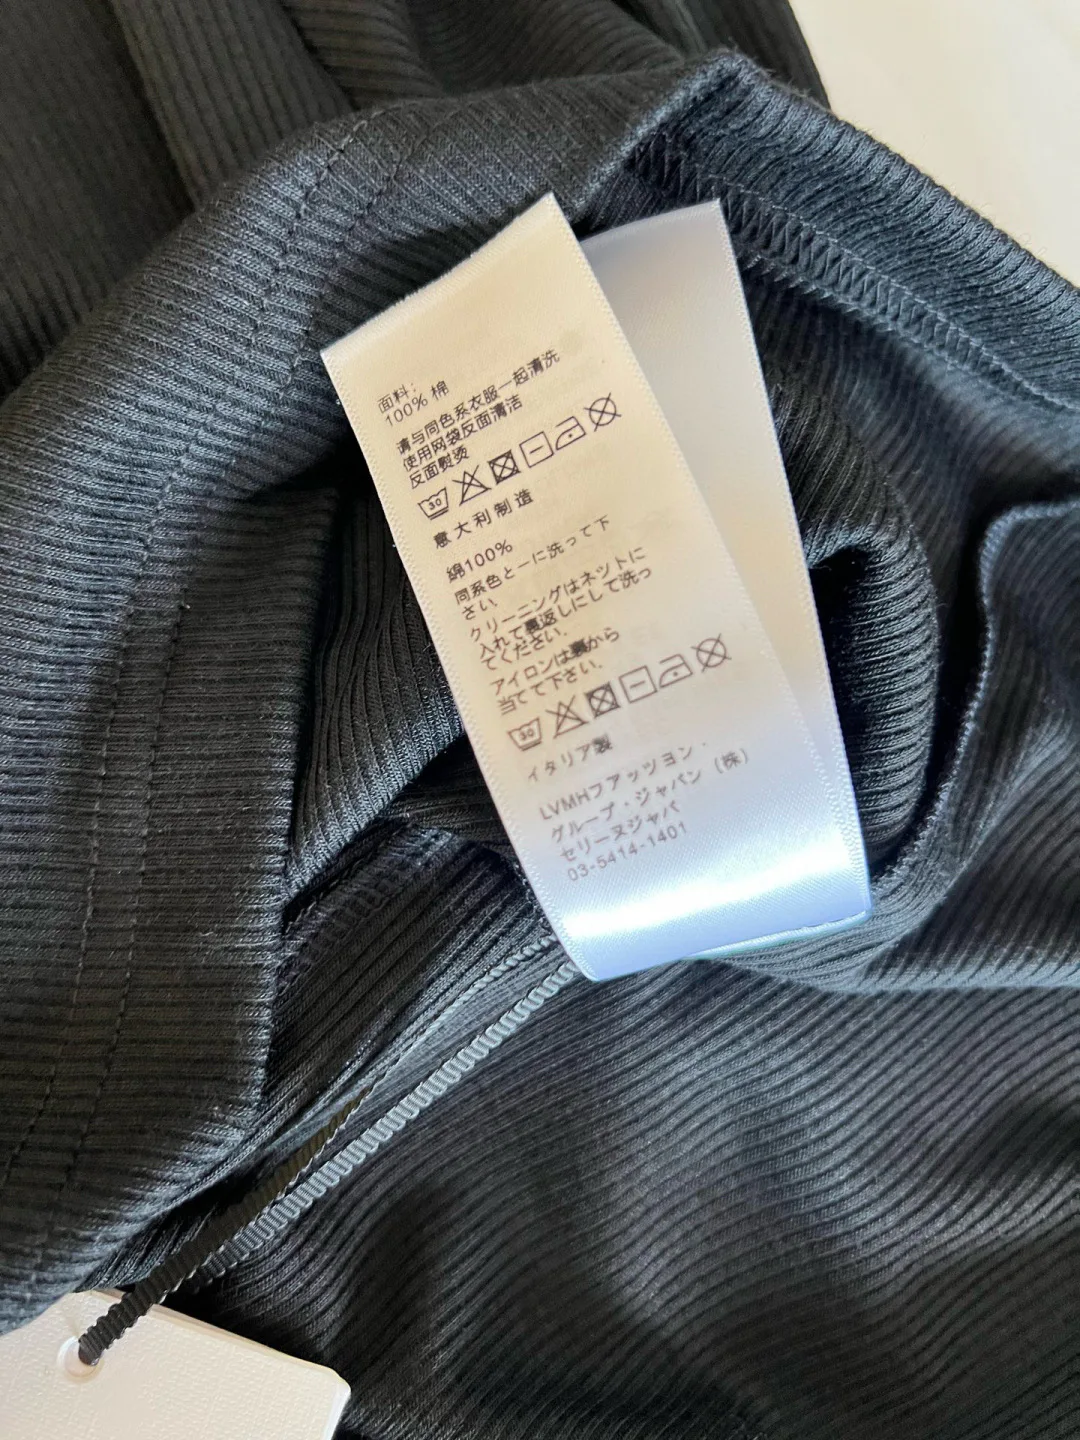 面料:
100% 棉
请与同色系衣服一起清洗
使用网袋反面清洁
反面熨烫
30
意大利制造
綿100%
同系色と一に洗って下
さい.
クリーニングはネットに
入れて裏返しにして洗っ
てください.
アイロンは裏から
当てて下さい.
30
イタリア製
LVMHファッツヨン・
グループ・ジャパン (株)
セリーヌジャパ
03-5414-1401